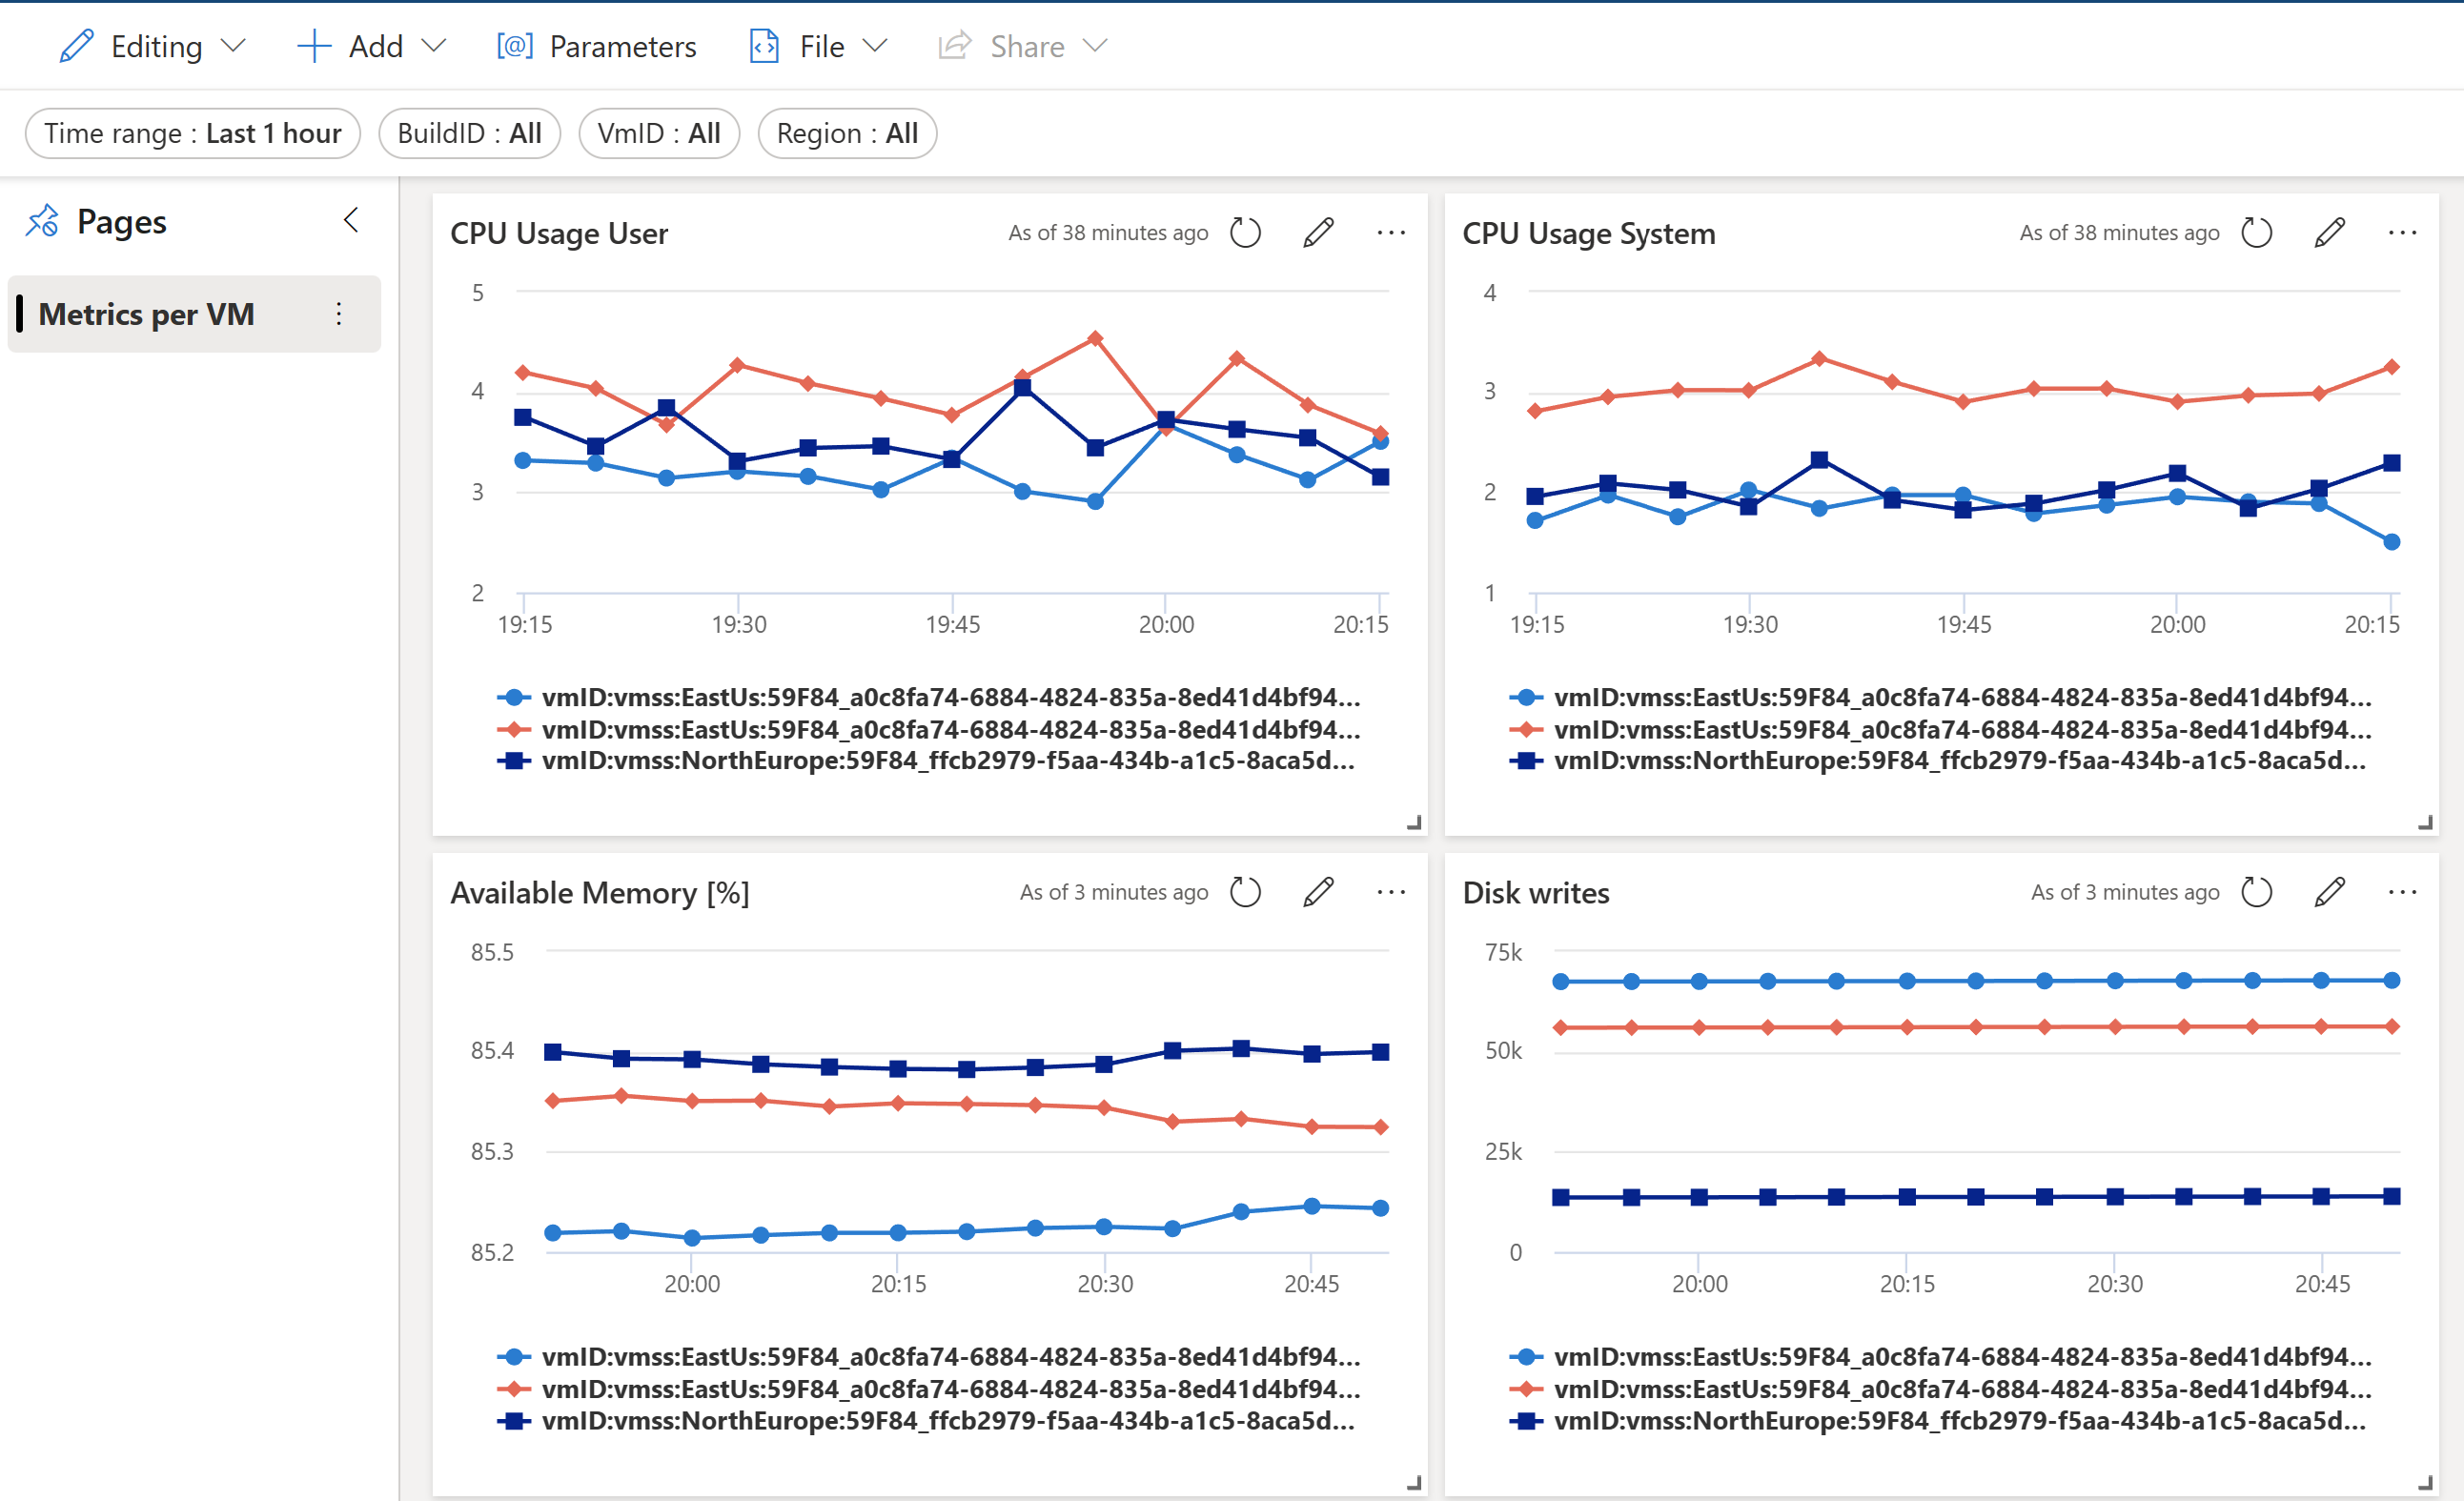 Editing
Add
Parameters
File
Share
Time range : Last 1 hour
BuildID : All
VmID : All
Region : All
Pages
Metrics per VM
CPU Usage User
As of 38 minutes ago
5
4
3
2
19:15 19:30 19:45 20:00 20:15
vmID:vmss:EastUs:59F84_a0c8fa74-6884-4824-835a-8ed41d4bf94...
vmID:vmss:EastUs:59F84_a0c8fa74-6884-4824-835a-8ed41d4bf94...
vmID:vmss:NorthEurope:59F84_ffcb2979-f5aa-434b-a1c5-8aca5d...
CPU Usage System
As of 38 minutes ago
4
3
2
1
19:15 19:30 19:45 20:00 20:15
vmID:vmss:EastUs:59F84_a0c8fa74-6884-4824-835a-8ed41d4bf94...
vmID:vmss:EastUs:59F84_a0c8fa74-6884-4824-835a-8ed41d4bf94...
vmID:vmss:NorthEurope:59F84_ffcb2979-f5aa-434b-a1c5-8aca5d...
Available Memory [%]
As of 3 minutes ago
85.5
85.4
85.3
85.2
20:00 20:15 20:30 20:45
vmID:vmss:EastUs:59F84_a0c8fa74-6884-4824-835a-8ed41d4bf94...
vmID:vmss:EastUs:59F84_a0c8fa74-6884-4824-835a-8ed41d4bf94...
vmID:vmss:NorthEurope:59F84_ffcb2979-f5aa-434b-a1c5-8aca5d...
Disk writes
As of 3 minutes ago
75k
50k
25k
0
20:00 20:15 20:30 20:45
vmID:vmss:EastUs:59F84_a0c8fa74-6884-4824-835a-8ed41d4bf94...
vmID:vmss:EastUs:59F84_a0c8fa74-6884-4824-835a-8ed41d4bf94...
vmID:vmss:NorthEurope:59F84_ffcb2979-f5aa-434b-a1c5-8aca5d...